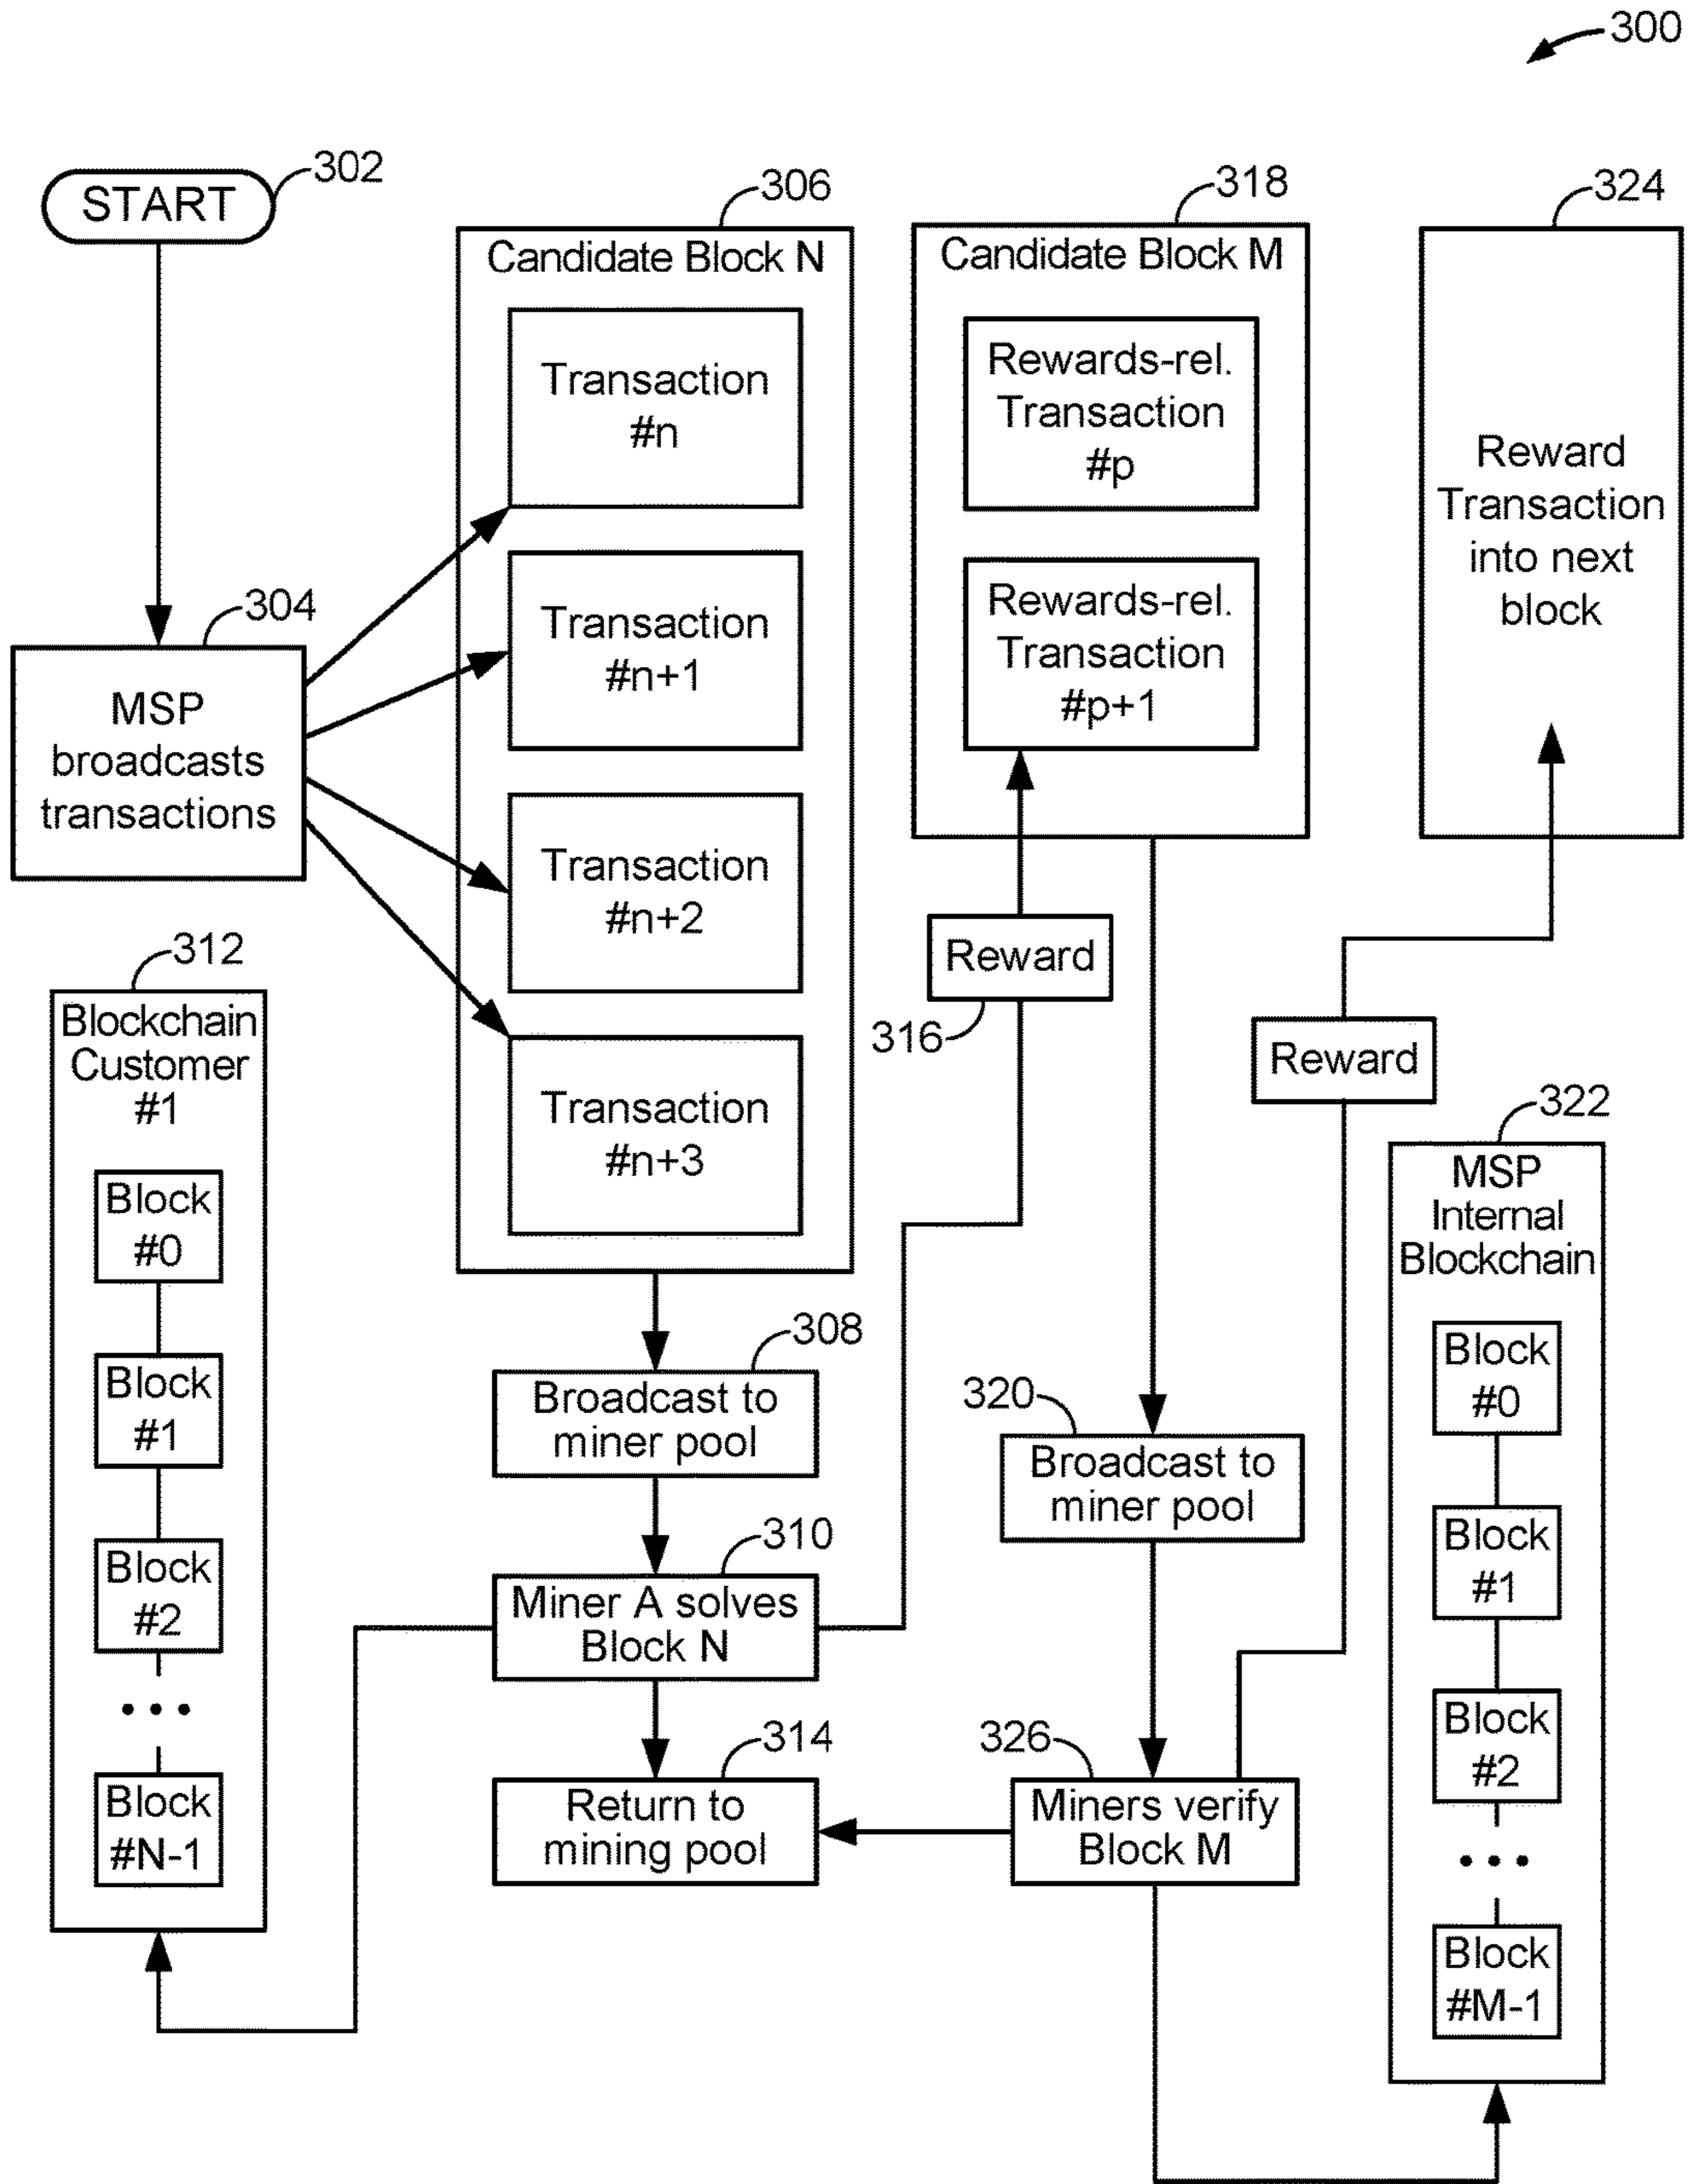 300
302
START
304
MSP
broadcasts
transactions
306
Candidate Block N
Transaction
#n
Transaction
#n+1
Transaction
#n+2
Transaction
#n+3
318
Candidate Block M
Rewards-rel.
Transaction
#p
Rewards-rel.
Transaction
#p+1
324
Reward
Transaction
into next
block
312
Blockchain
Customer
#1
Block
#0
Block
#1
Block
#2
• • •
Block
#N-1
308
Broadcast to
miner pool
310
Miner A solves
Block N
314
Return to
mining pool
Reward
316
320
Broadcast to
miner pool
326
Miners verify
Block M
Reward
322
MSP
Internal
Blockchain
Block
#0
Block
#1
Block
#2
• • •
Block
#M-1